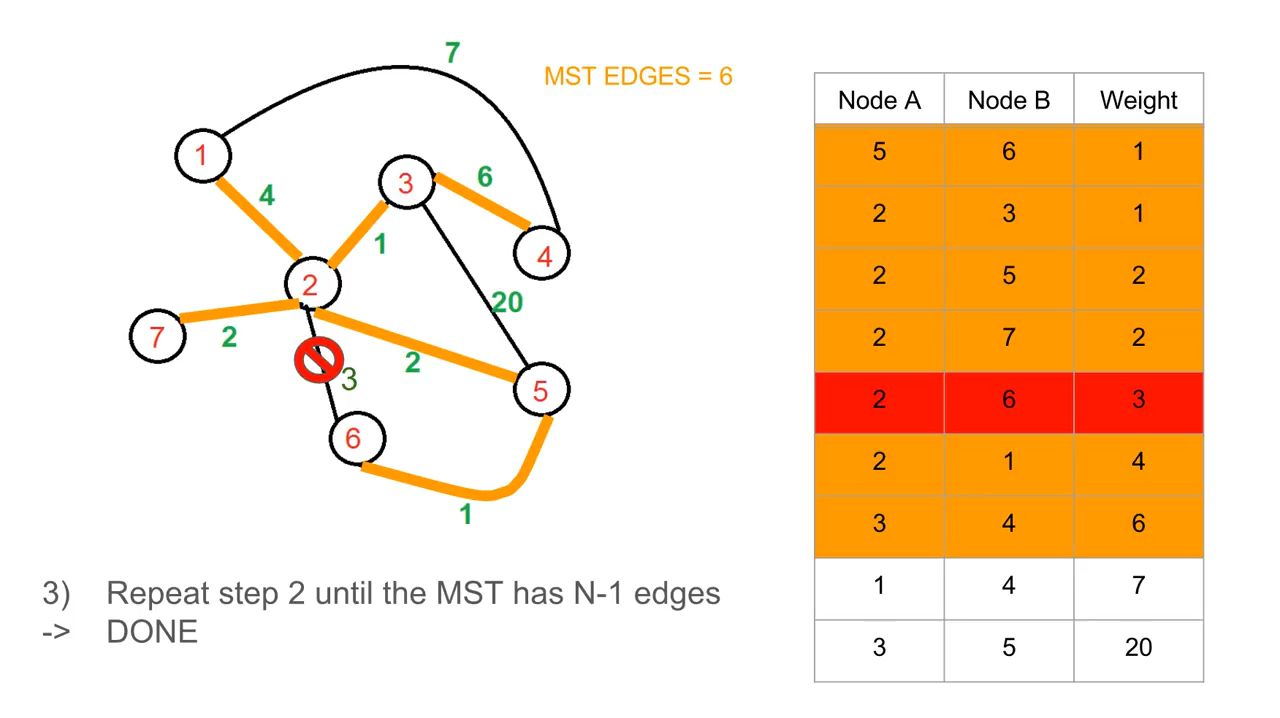 7
MST EDGES = 6
1
4
3
6
1
4
2
20
7
2
2
3
5
6
1
3) Repeat step 2 until the MST has N-1 edges
-> DONE
Node A Node B Weight
5 6 1
2 3 1
2 5 2
2 7 2
2 6 3
2 1 4
3 4 6
1 4 7
3 5 20